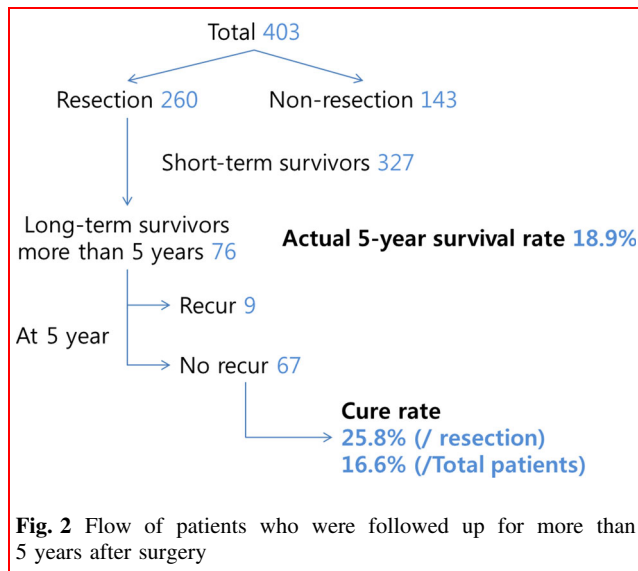 Total 403
Resection 260
Non-resection 143
Short-term survivors 327
Long-term survivors
more than 5 years 76
Actual 5-year survival rate 18.9%
Recur 9
At 5 year
No recur 67
Cure rate
25.8% (/ resection)
16.6% (/Total patients)
Fig. 2 Flow of patients who were followed up for more than
5 years after surgery